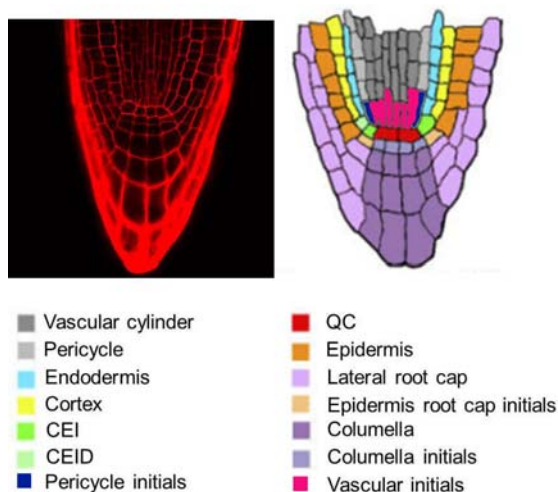 Vascular cylinder
Pericycle
Endodermis
Cortex
CEI
CEID
Pericycle initials
QC
Epidermis
Lateral root cap
Epidermis root cap initials
Columella
Columella initials
Vascular initials